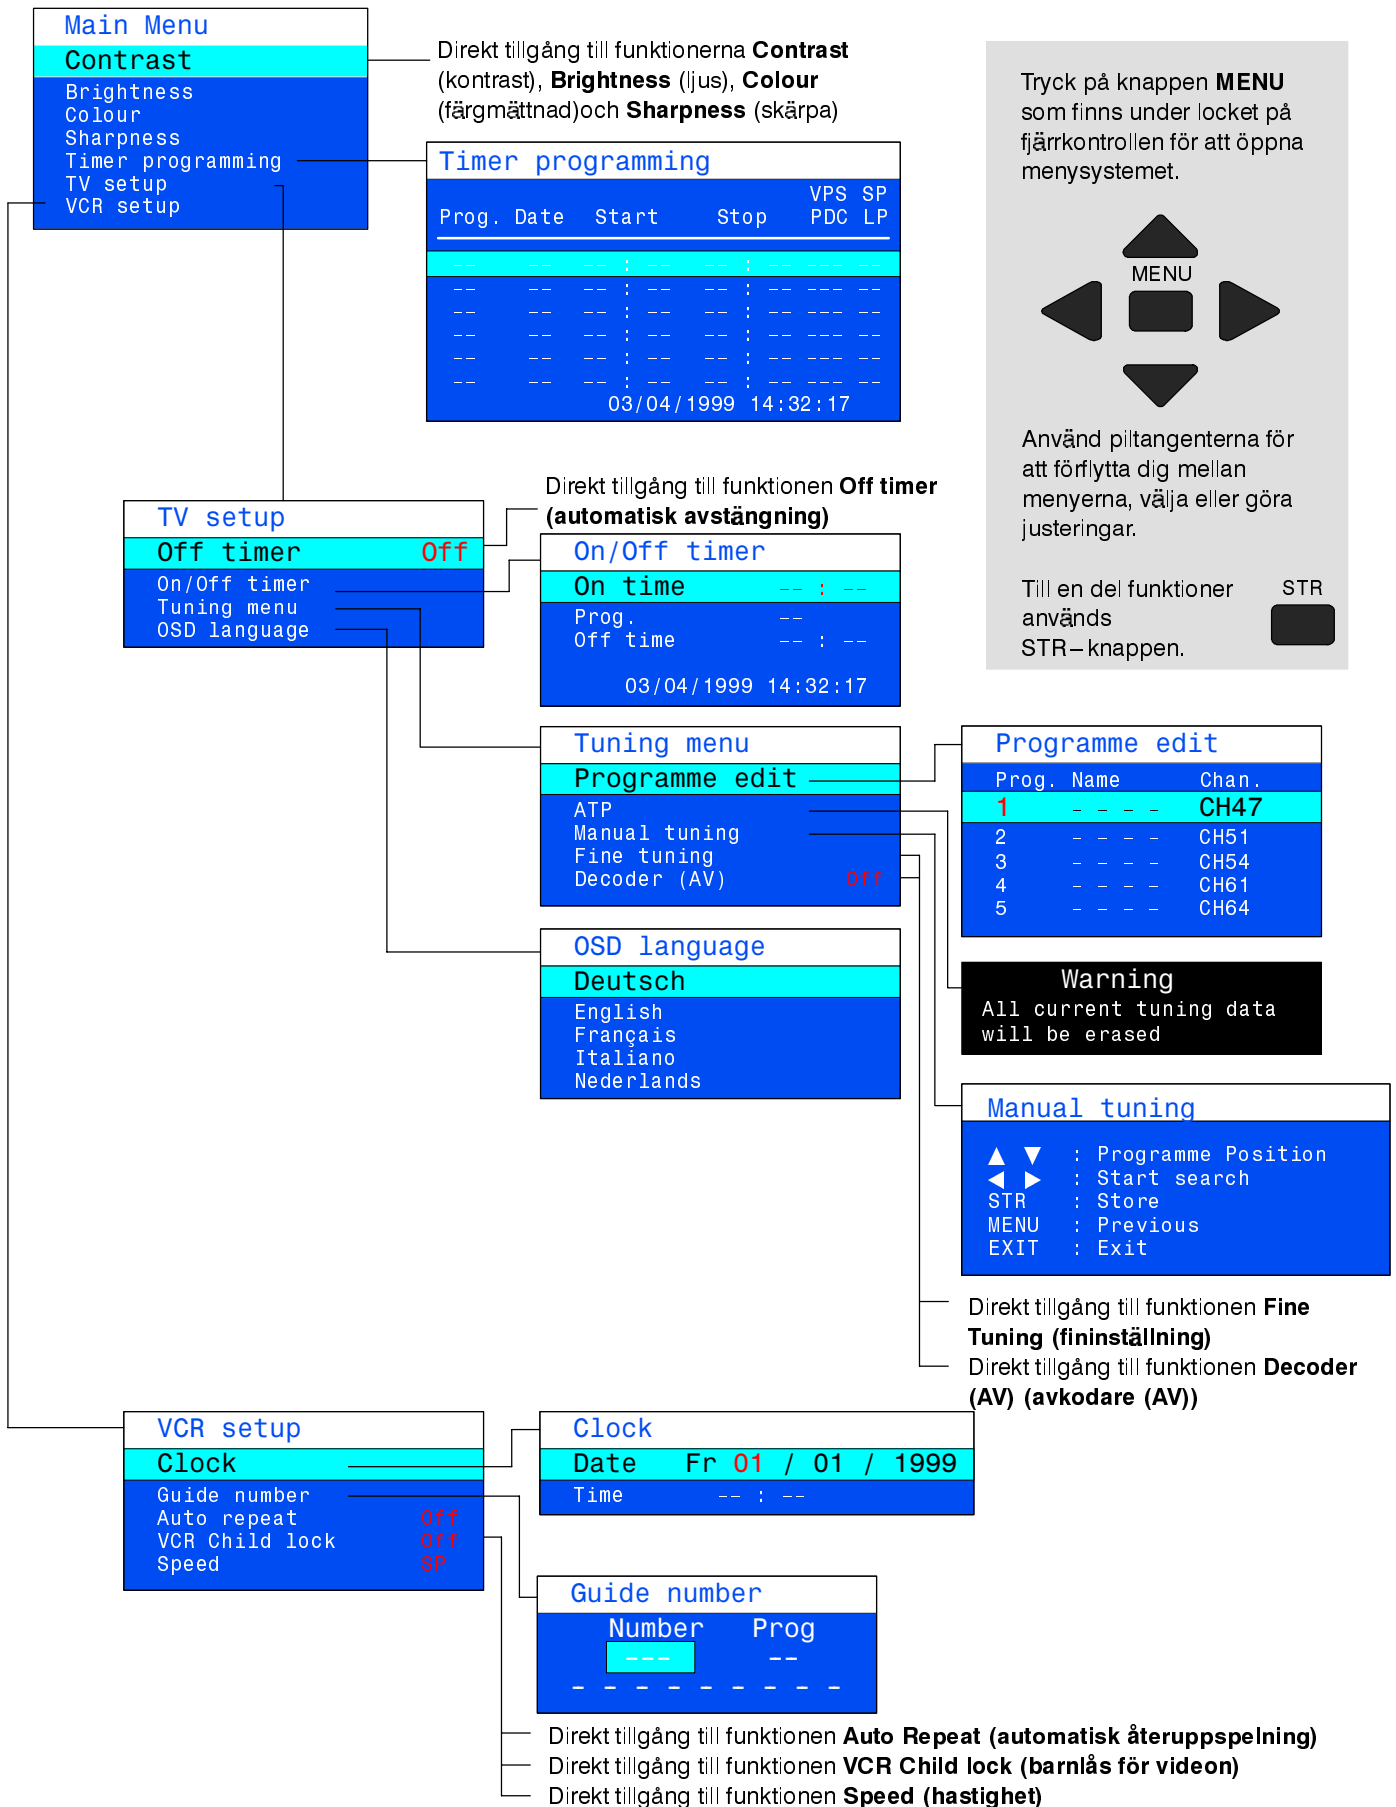 Main Menu
Contrast
Brightness
Colour
Sharpness
Timer programming
TV setup
VCR setup
Direkt tillgång till funktionerna Contrast
(kontrast), Brightness (ljus), Colour
(färgmättnad)och Sharpness (skärpa)
Timer programming
VPS SP
Prog. Date Start Stop PDC LP
-- -- -- : -- -- : -- --- --
-- -- -- : -- -- : -- --- --
-- -- -- : -- -- : -- --- --
-- -- -- : -- -- : -- --- --
-- -- -- : -- -- : -- --- --
-- -- -- : -- -- : -- --- --
03/04/1999 14:32:17
Tryck på knappen MENU
som finns under locket på
fjärrkontrollen för att öppna
menysystemet.
MENU
Använd piltangenterna för
att förflytta dig mellan
menyerna, välja eller göra
justeringar.
Till en del funktioner
används
STR–knappen.
STR
TV setup
Off timer Off
On/Off timer
Tuning menu
OSD language
Direkt tillgång till funktionen Off timer
(automatisk avstängning)
On/Off timer
On time -- : --
Prog. --
Off time -- : --
03/04/1999 14:32:17
Tuning menu
Programme edit
ATP
Manual tuning
Fine tuning
Decoder (AV) Off
Programme edit
Prog. Name Chan.
1 - - - - CH47
2 - - - - CH51
3 - - - - CH54
4 - - - - CH61
5 - - - - CH64
OSD language
Deutsch
English
Français
Italiano
Nederlands
Warning
All current tuning data
will be erased
Manual tuning
▲ ▼ : Programme Position
◀ ▶ : Start search
STR : Store
MENU : Previous
EXIT : Exit
Direkt tillgång till funktionen Fine
Tuning (fininställning)
Direkt tillgång till funktionen Decoder
(AV) (avkodare (AV))
VCR setup
Clock
Guide number
Auto repeat Off
VCR Child lock Off
Speed SP
Clock
Date Fr 01 / 01 / 1999
Time -- : --
Guide number
Number Prog
--- --
- - - - - - - - -
Direkt tillgång till funktionen Auto Repeat (automatisk återuppspelning)
Direkt tillgång till funktionen VCR Child lock (barnlås för videon)
Direkt tillgång till funktionen Speed (hastighet)